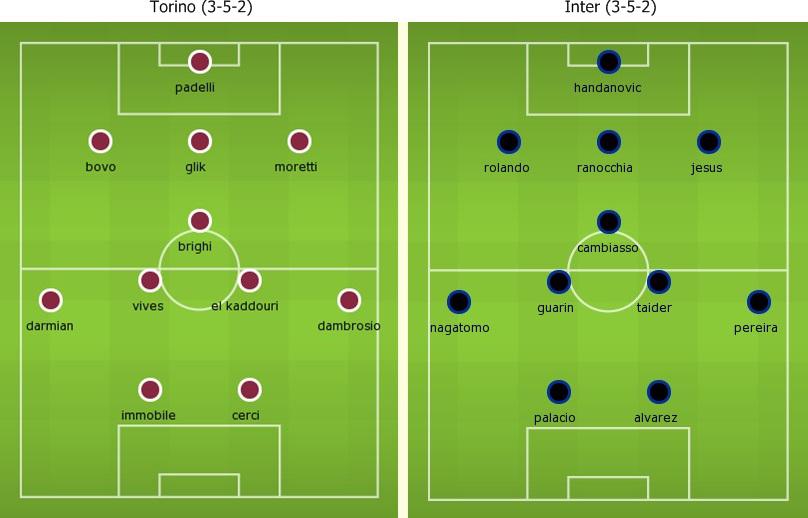 Torino (3-5-2)
padelli
bovo glik moretti
brighi
vives el kaddouri
darmian dambrosio
immobile cerci
Inter (3-5-2)
handanovic
rolando ranocchia jesus
cambiasso
guarin taider
nagatomo pereira
palacio alvarez